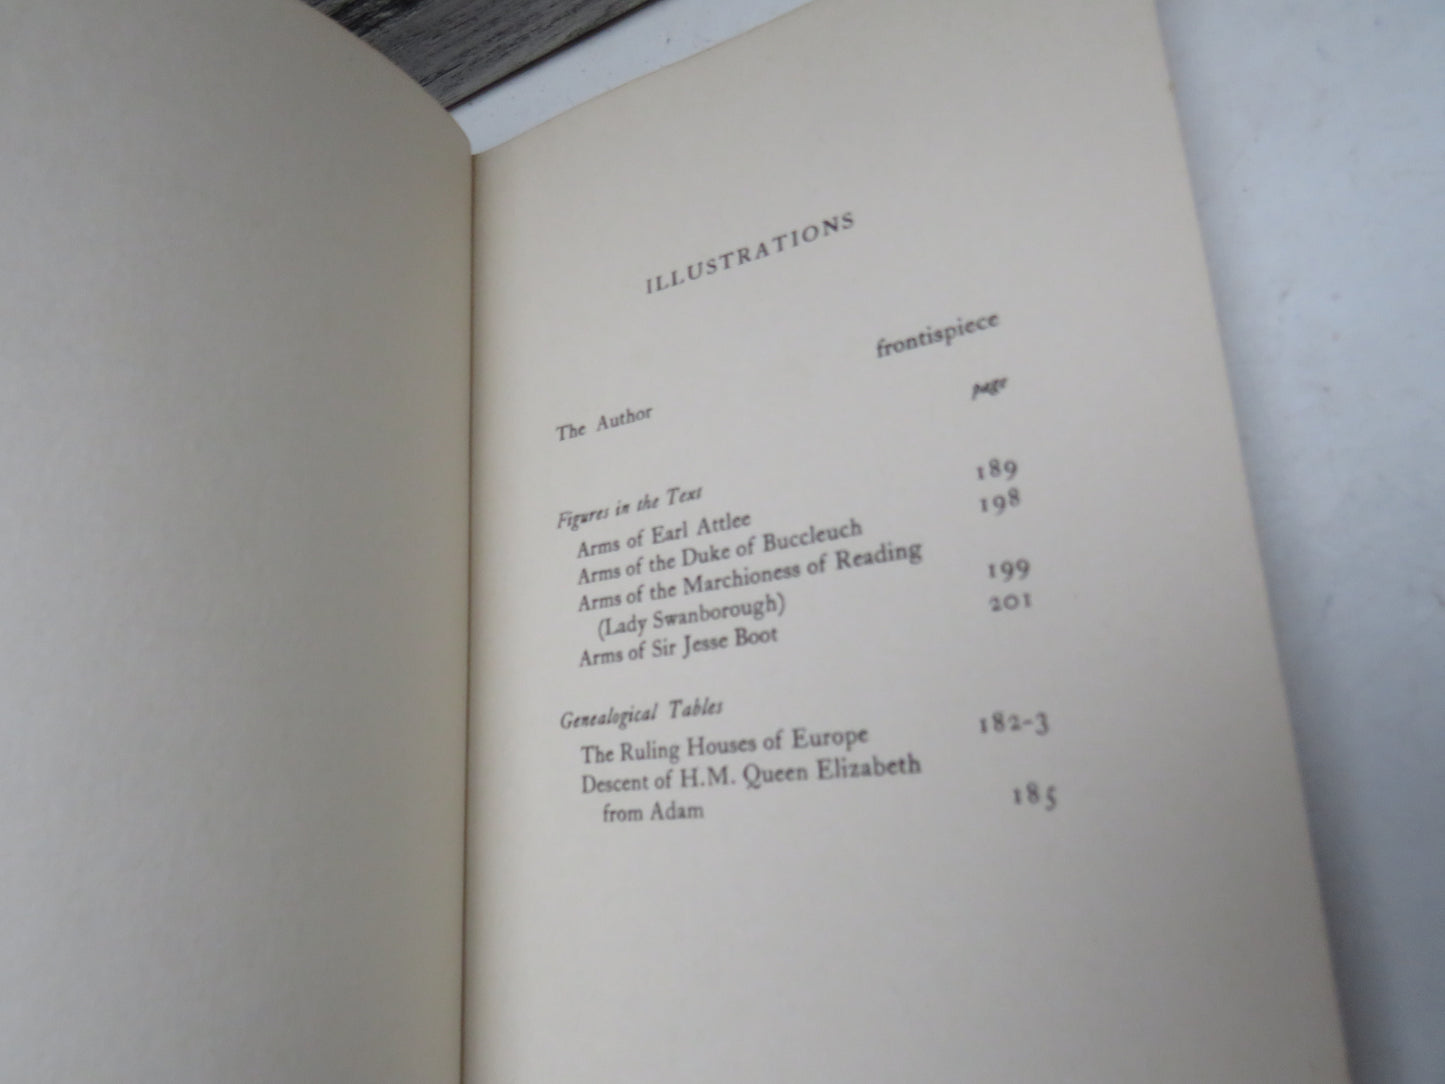 ILLUSTRATIONS
The Author frontispiece
page
Figures in the Text
Arms of Earl Attlee 189
Arms of the Duke of Buccleuch 198
Arms of the Marchioness of Reading
(Lady Swanborough) 199
Arms of Sir Jesse Boot 201
Genealogical Tables
The Ruling Houses of Europe 182-3
Descent of H.M. Queen Elizabeth
from Adam 185